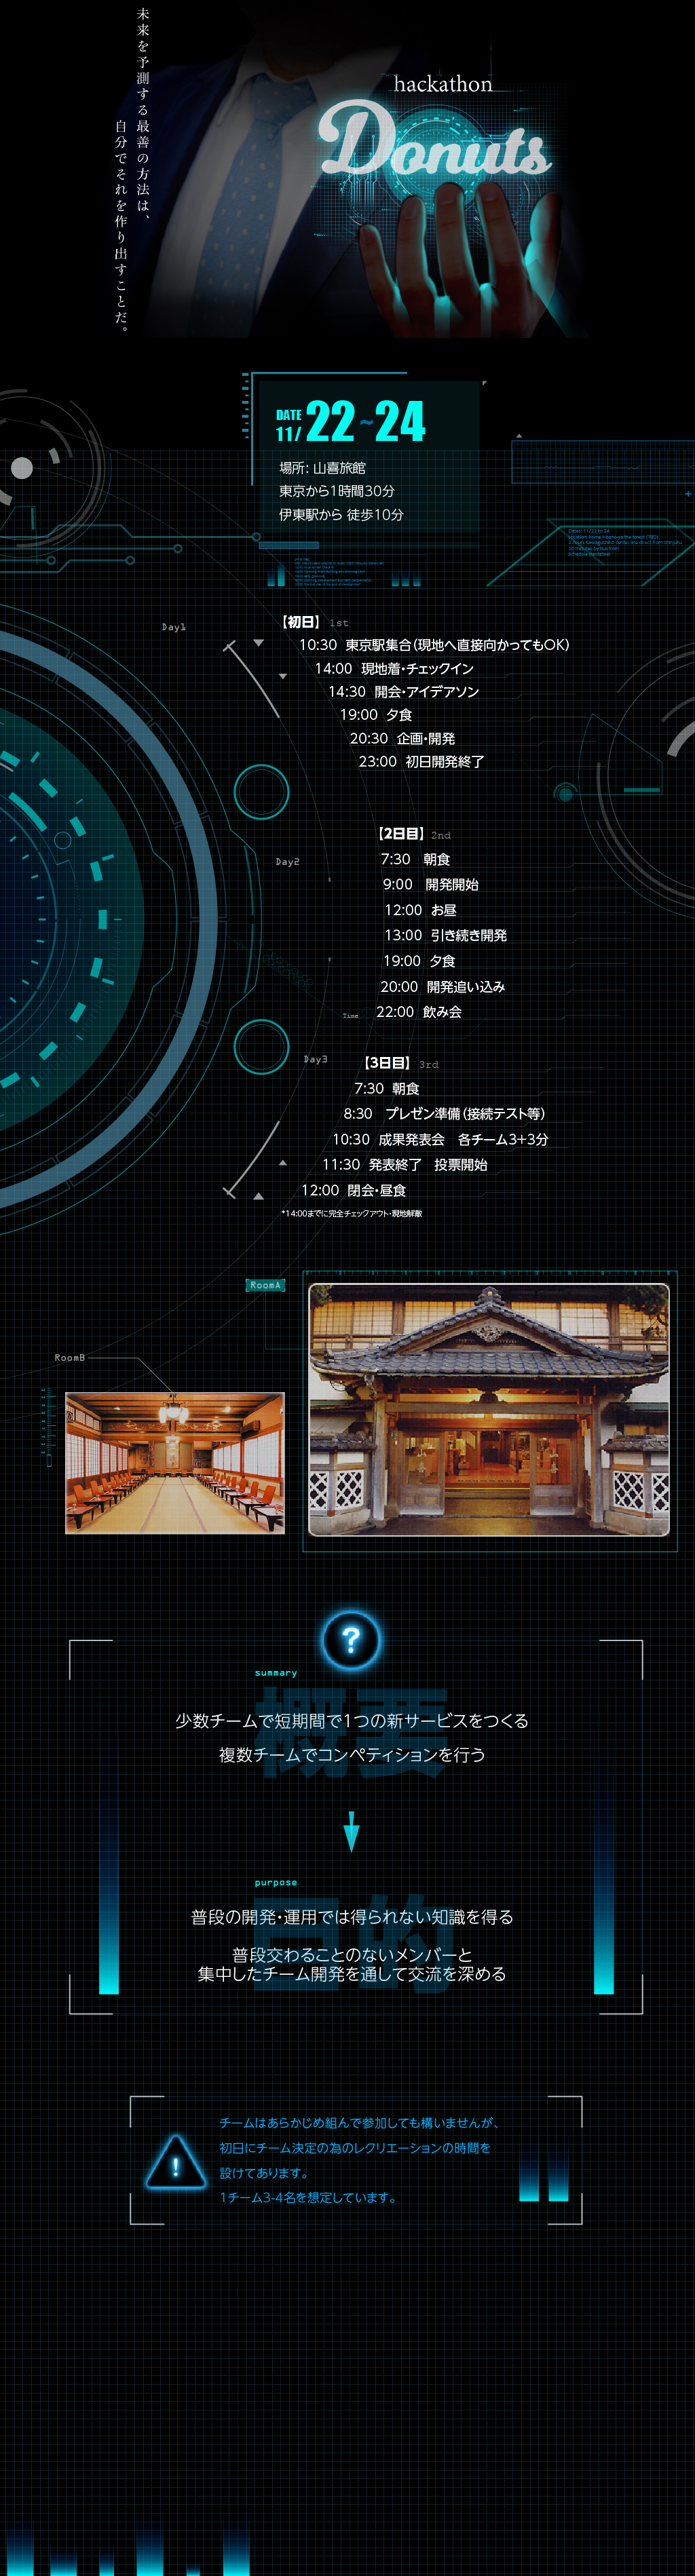 未来を予測する最善の方法は、
自分でそれを作り出すことだ。
hackathon
Donuts
DATE
11/ 22~24
場所: 山喜旅館
東京から1時間30分
伊東駅から 徒歩10分
Day1
【初日】 1st
10:30 東京駅集合(現地へ直接向かってもOK)
14:00 現地着・チェックイン
14:30 開会・アイデアソン
19:00 夕食
20:30 企画・開発
23:00 初日開発終了
Day2
【2日目】 2nd
7:30 朝食
9:00 開発開始
12:00 お昼
13:00 引き続き開発
19:00 夕食
20:00 開発追い込み
Time
22:00 飲み会
Day3
【3日目】 3rd
7:30 朝食
8:30 プレゼン準備(接続テスト等)
10:30 成果発表会 各チーム3+3分
11:30 発表終了 投票開始
12:00 閉会・昼食
*14:00までに完全チェックアウト・現地解散
RoomA
RoomB
?
summary
概要
少数チームで短期間で1つの新サービスをつくる
複数チームでコンペティションを行う
purpose
目的
普段の開発・運用では得られない知識を得る
普段交わることのないメンバーと
集中したチーム開発を通して交流を深める
!
チームはあらかじめ組んで参加しても構いませんが、
初日にチーム決定の為のレクリエーションの時間を
設けてあります。
1チーム3-4名を想定しています。